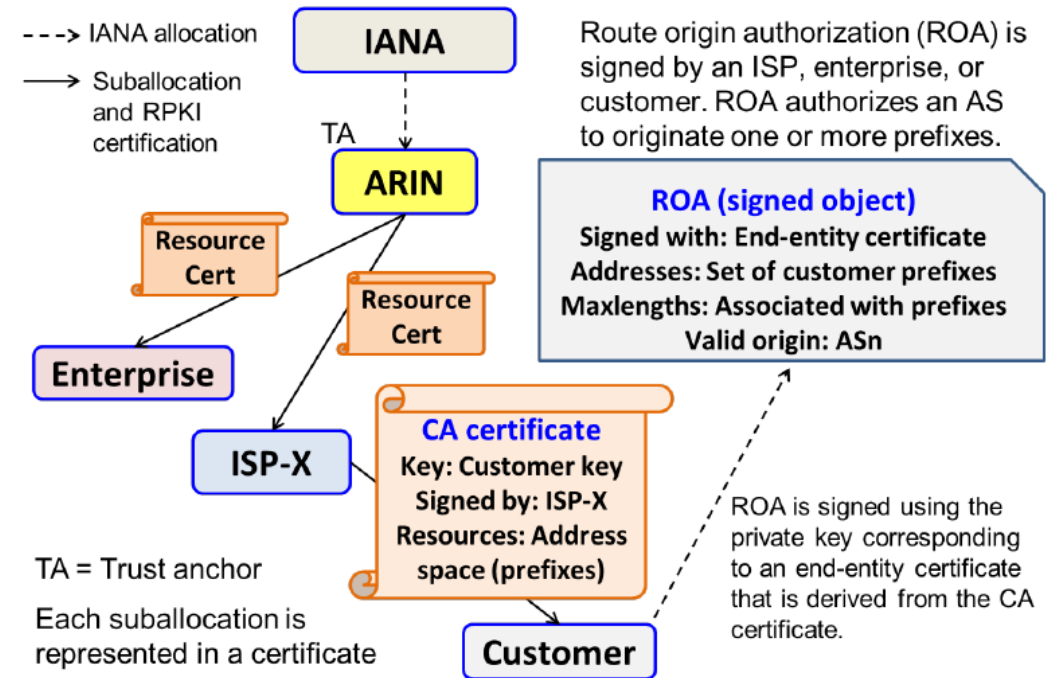 IANA allocation
Suballocation
and RPKI
certification
IANA
TA
ARIN
Route origin authorization (ROA) is
signed by an ISP, enterprise, or
customer. ROA authorizes an AS
to originate one or more prefixes.
ROA (signed object)
Signed with: End-entity certificate
Addresses: Set of customer prefixes
Maxlengths: Associated with prefixes
Valid origin: ASn
Resource
Cert
Resource
Cert
Enterprise
ISP-X
CA certificate
Key: Customer key
Signed by: ISP-X
Resources: Address
space (prefixes)
ROA is signed using the
private key corresponding
to an end-entity certificate
that is derived from the CA
certificate.
TA = Trust anchor
Each suballocation is
represented in a certificate
Customer